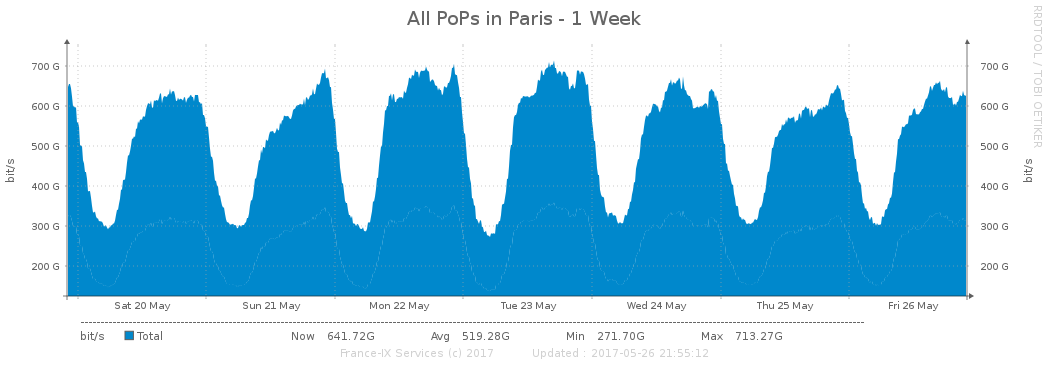 All PoPs in Paris - 1 Week
RRDTOOL / TOBI OETIKER
bit/s
700 G 700 G
600 G 600 G
500 G 500 G
400 G 400 G
300 G 300 G
200 G 200 G
bit/s
Sat 20 May Sun 21 May Mon 22 May Tue 23 May Wed 24 May Thu 25 May Fri 26 May
bit/s Total Now 641.72G Avg 519.28G Min 271.70G Max 713.27G
France-IX Services (c) 2017 Updated : 2017-05-26 21:55:12